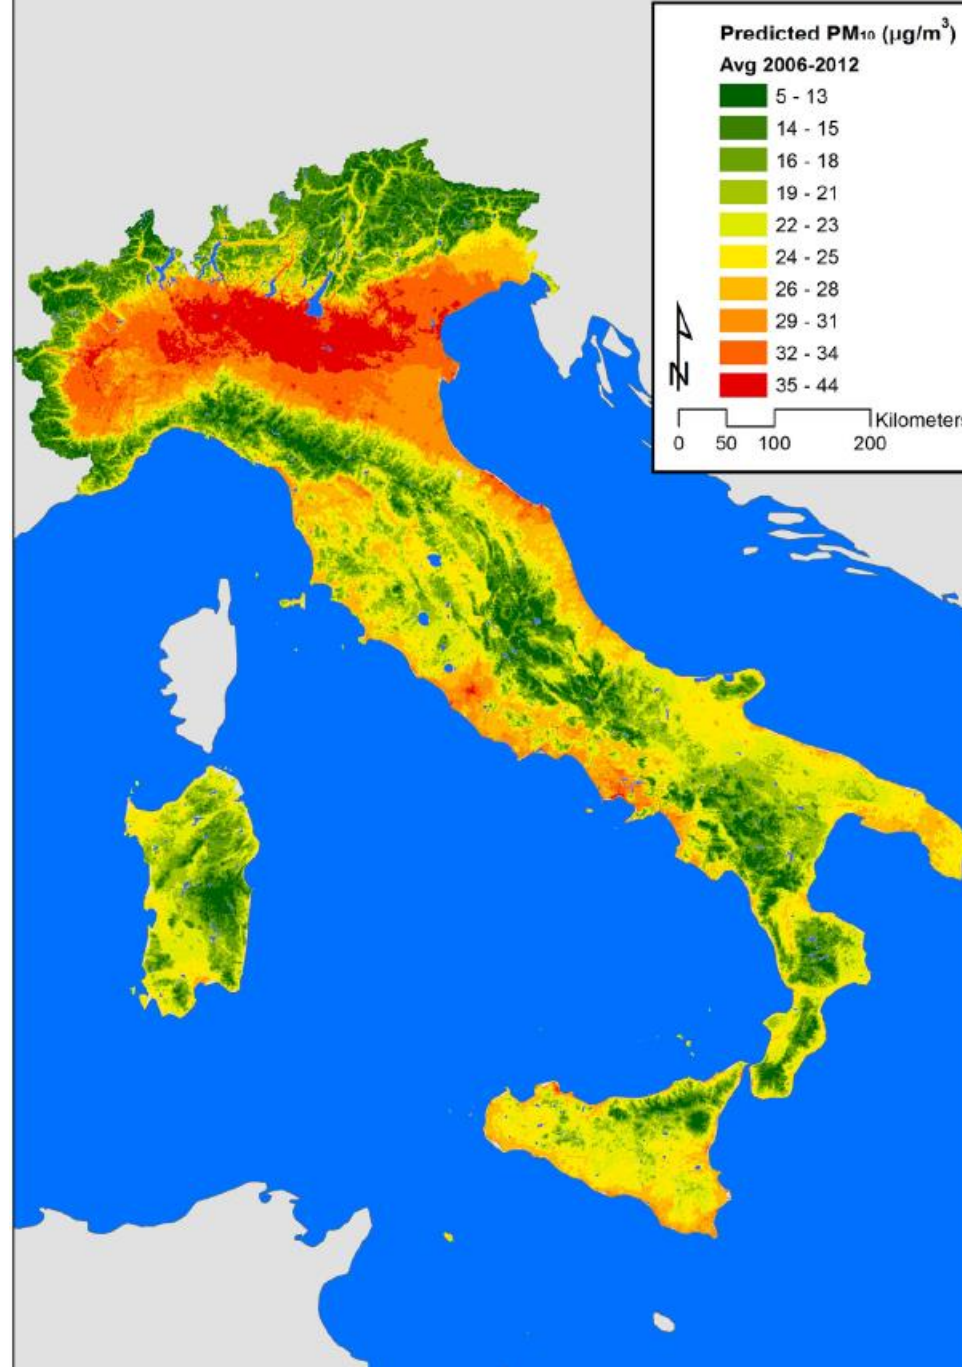 Predicted PM₁₀ (µg/m³)
Avg 2006-2012
5 - 13
14 - 15
16 - 18
19 - 21
22 - 23
24 - 25
26 - 28
29 - 31
32 - 34
35 - 44
N
Kilometers
0 50 100 200